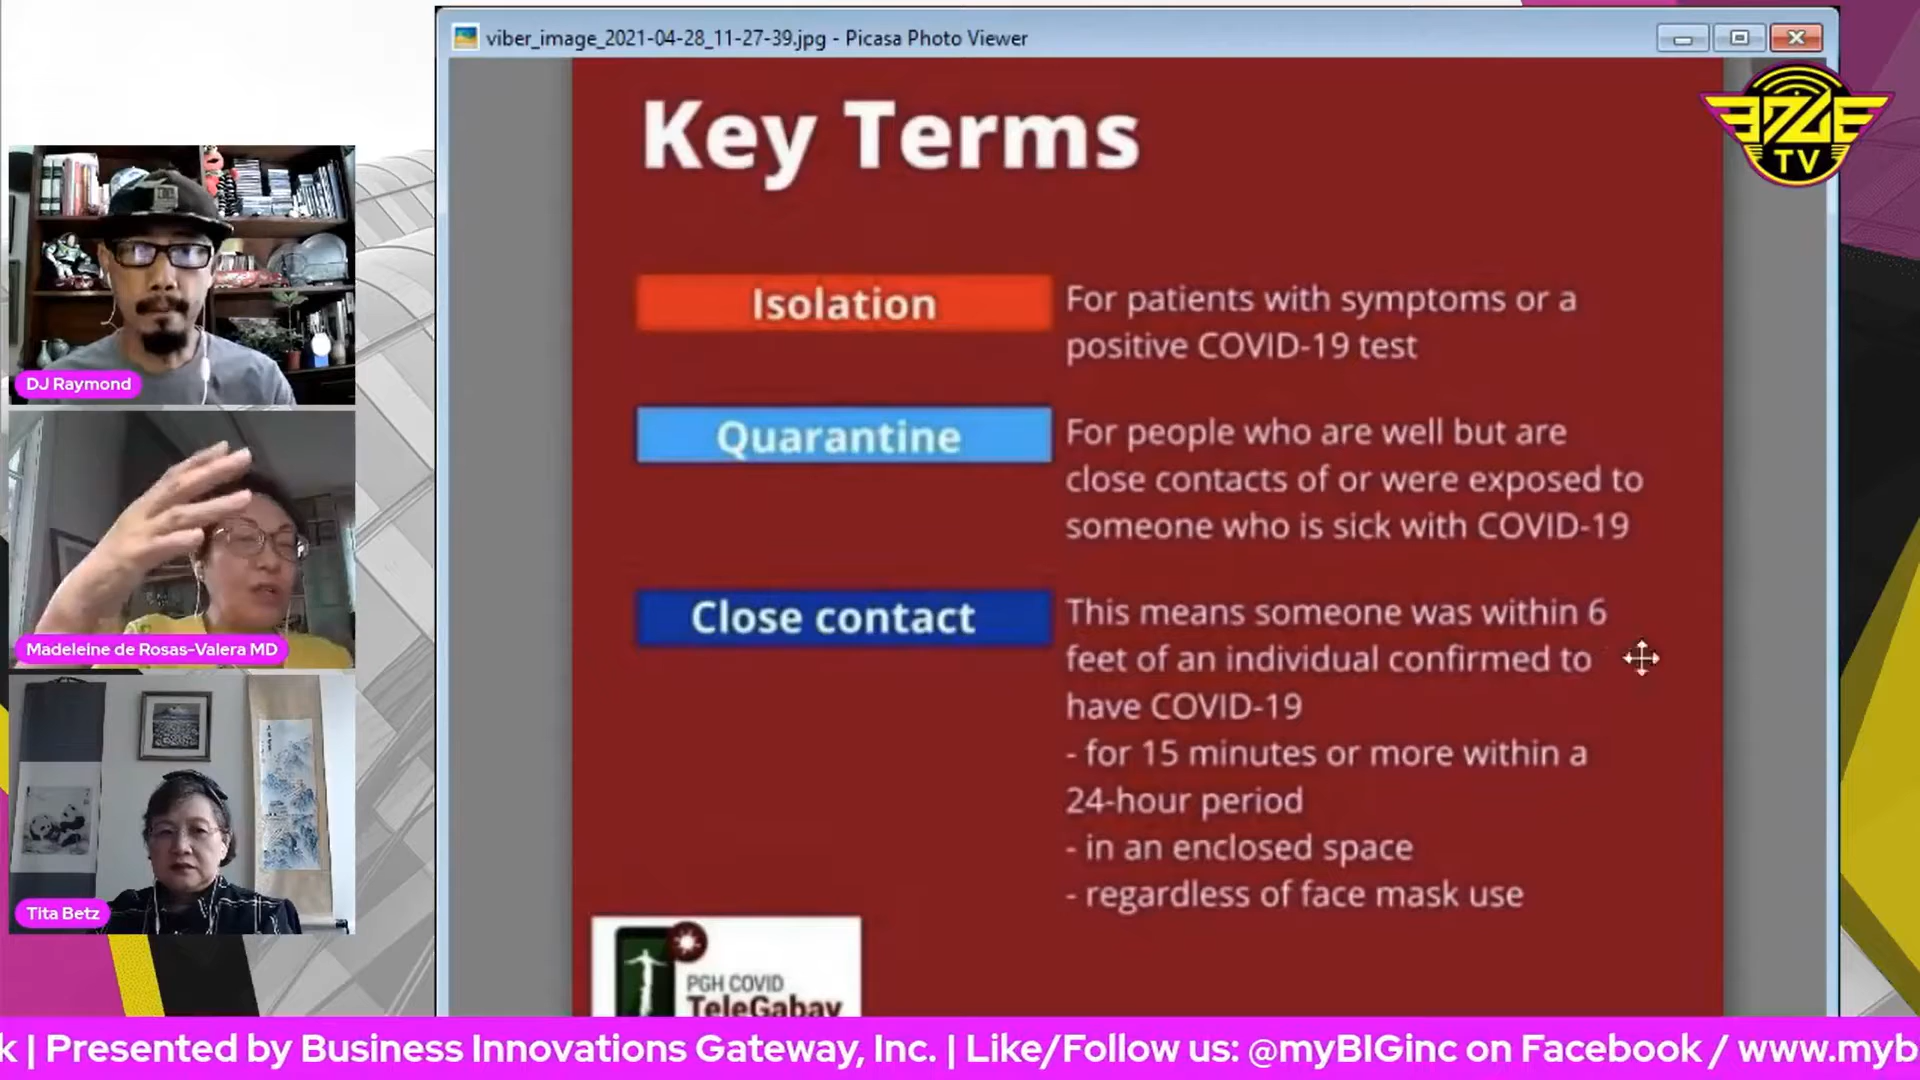 viber_image_2021-04-28_11-27-39.jpg - Picasa Photo Viewer
TV
Key Terms
Isolation
For patients with symptoms or a
positive COVID-19 test
Quarantine
For people who are well but are
close contacts of or were exposed to
someone who is sick with COVID-19
Close contact
This means someone was within 6
feet of an individual confirmed to
have COVID-19
- for 15 minutes or more within a
24-hour period
- in an enclosed space
- regardless of face mask use
PGH COVID
TeleGabay
DJ Raymond
Madeleine de Rosas-Valera MD
Tita Betz
k | Presented by Business Innovations Gateway, Inc. | Like/Follow us: @myBIGinc on Facebook / www.myb